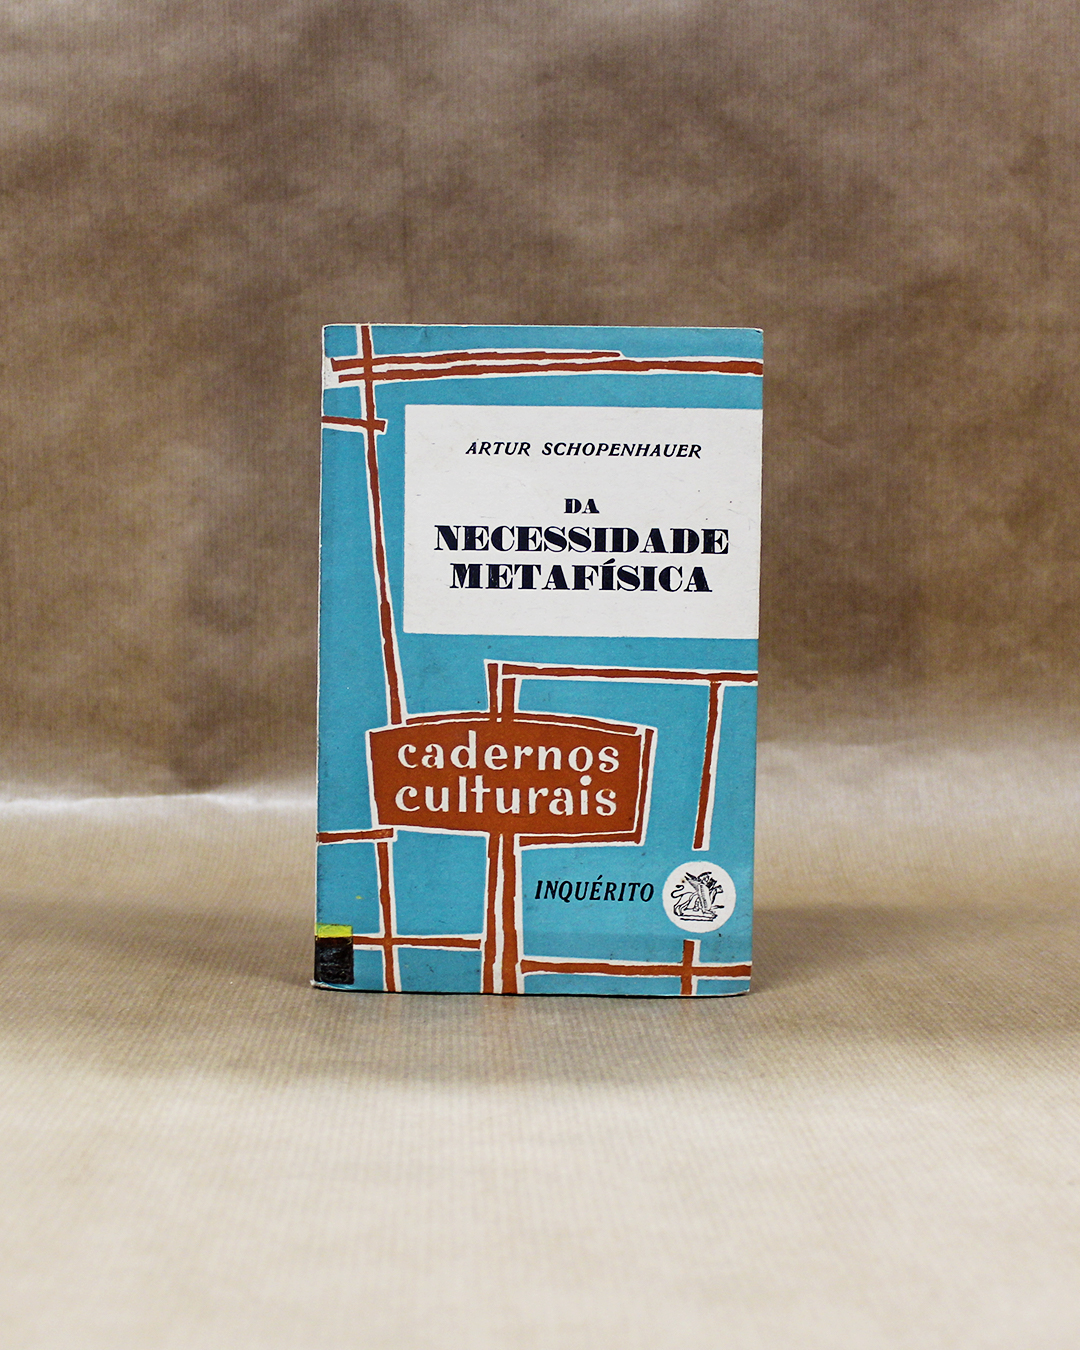 ARTUR SCHOPENHAUER
DA
NECESSIDADE
METAFÍSICA
cadernos
culturais
INQUÉRITO